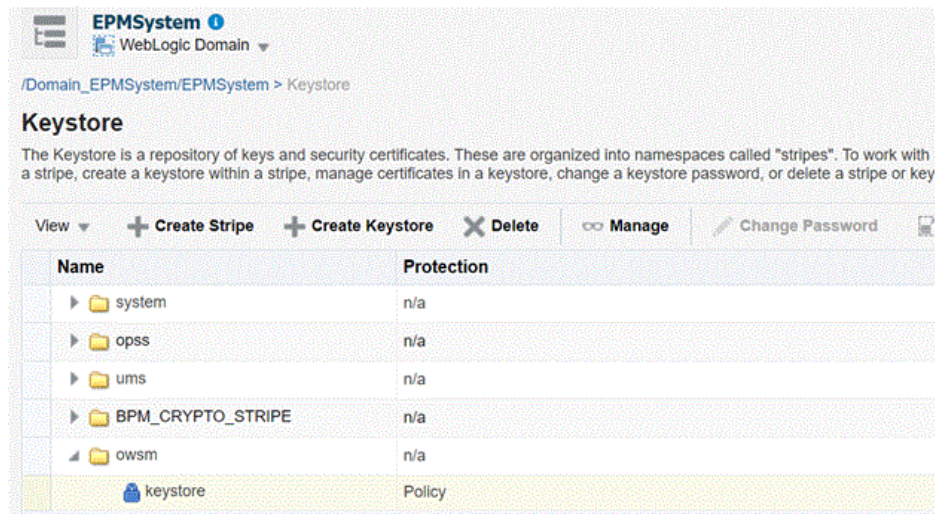 EPMSystem
WebLogic Domain
/Domain_EPMSystem/EPMSystem > Keystore
Keystore
The Keystore is a repository of keys and security certificates. These are organized into namespaces called "stripes". To work with
a stripe, create a keystore within a stripe, manage certificates in a keystore, change a keystore password, or delete a stripe or key
View Create Stripe Create Keystore Delete Manage Change Password
Name Protection
system n/a
opss n/a
ums n/a
BPM_CRYPTO_STRIPE n/a
owsm n/a
keystore Policy